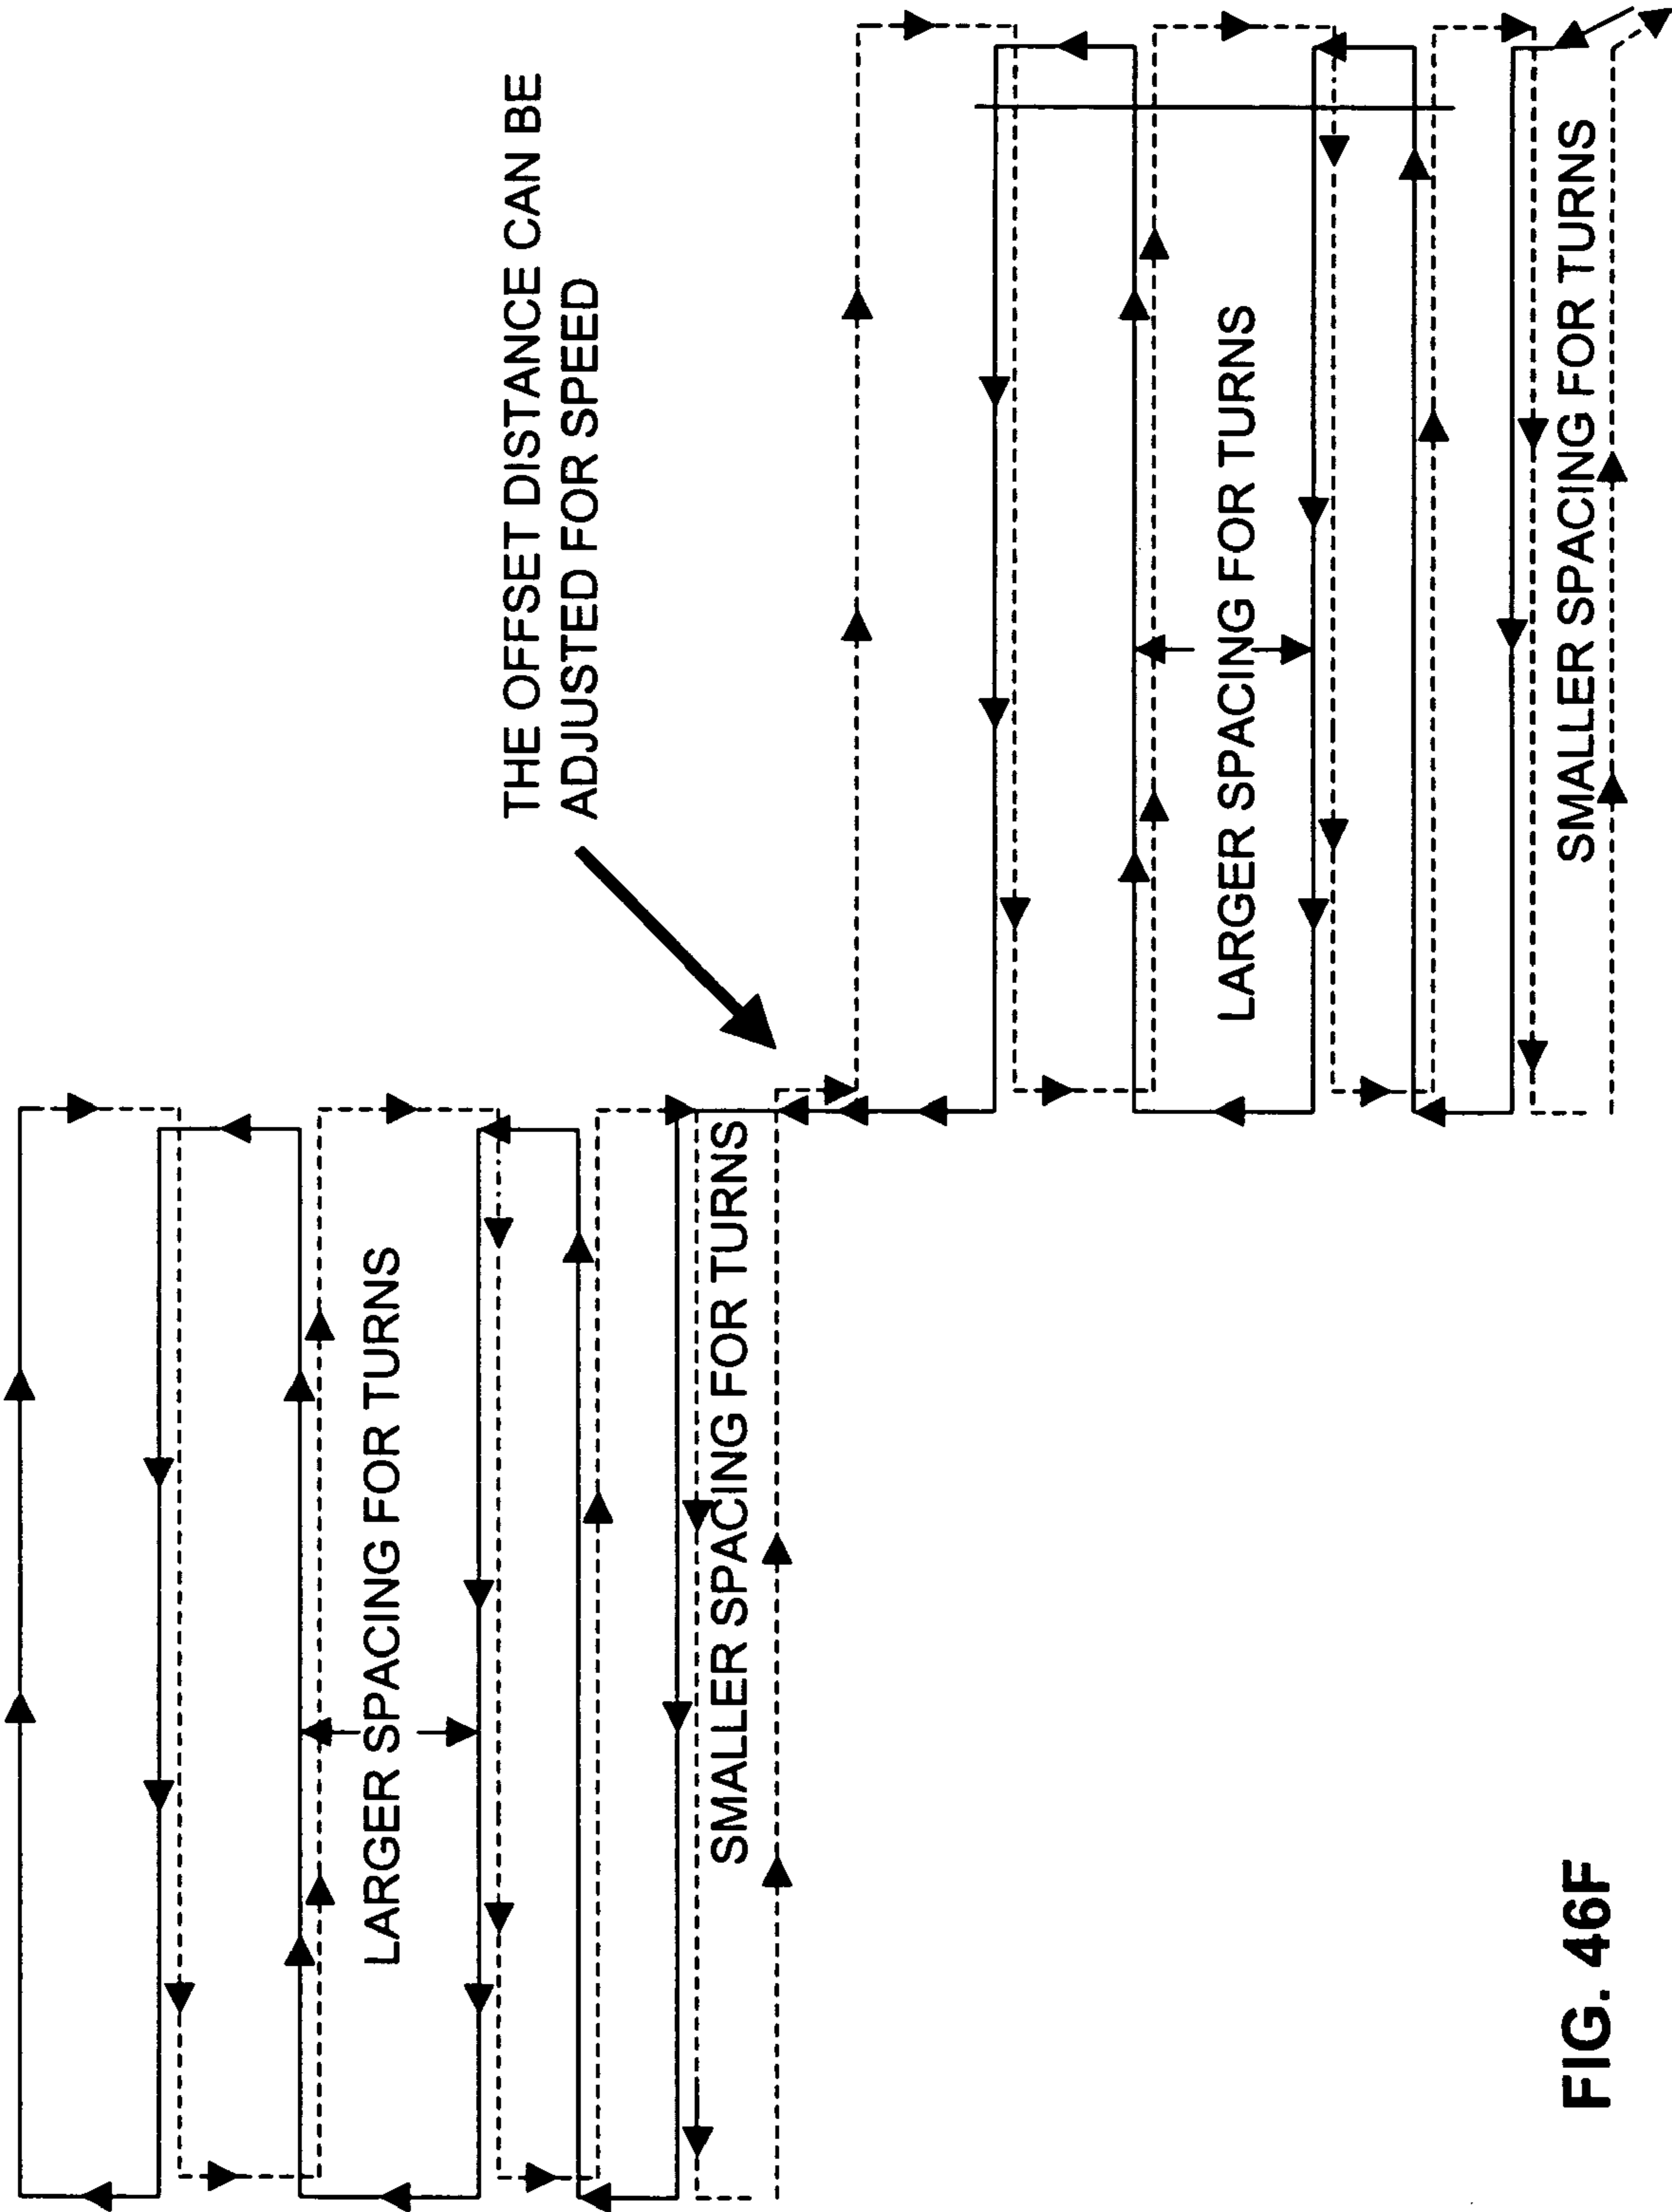 THE OFFSET DISTANCE CAN BE
ADJUSTED FOR SPEED
LARGER SPACING FOR TURNS
SMALLER SPACING FOR TURNS
LARGER SPACING FOR TURNS
SMALLER SPACING FOR TURNS
FIG. 46F